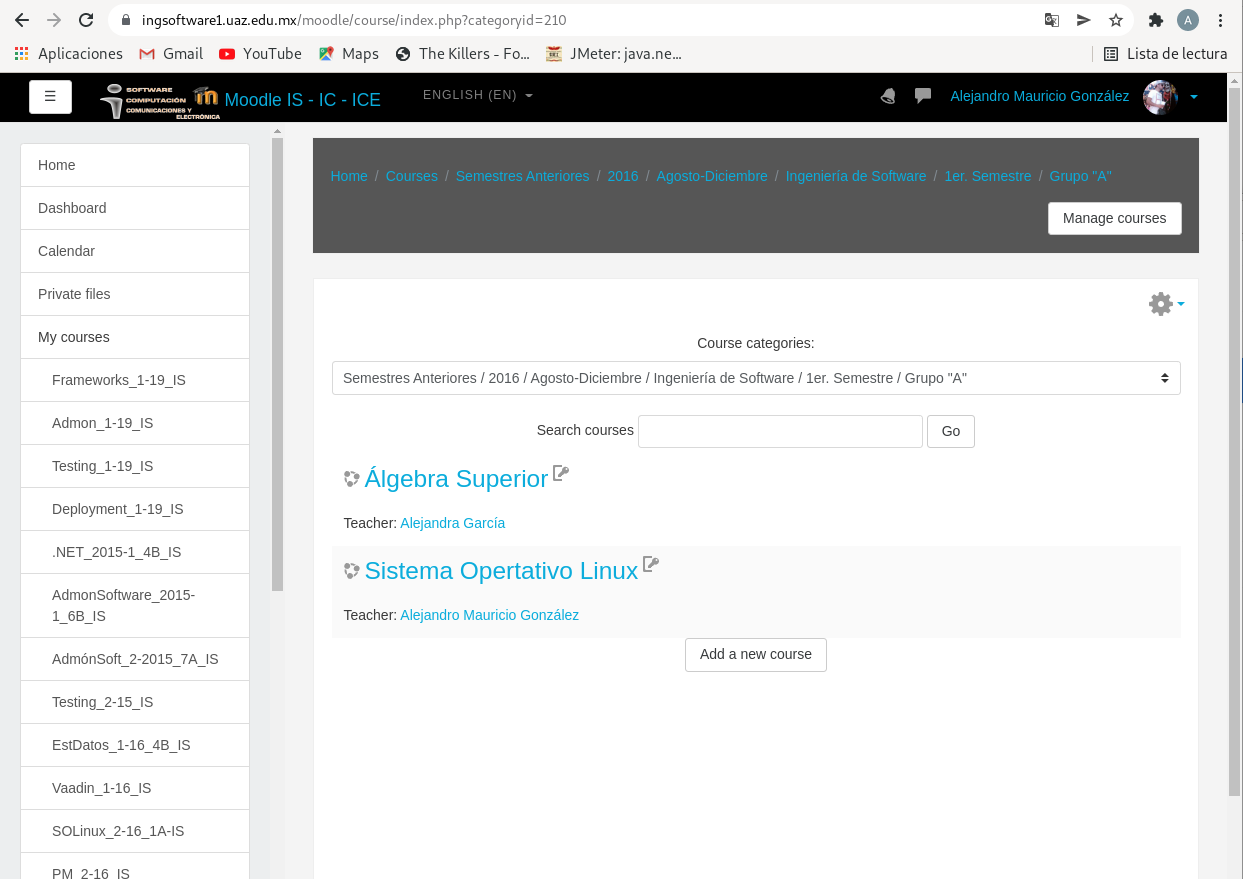 ingsoftware1.uaz.edu.mx/moodle/course/index.php?categoryid=210
A
Aplicaciones
Gmail
YouTube
Maps
The Killers - Fo...
JMeter: java.ne...
Lista de lectura
SOFTWARE
COMPUTACIÓN
COMUNICACIONES Y
ELECTRÓNICA
Moodle IS - IC - ICE
ENGLISH (EN)
Alejandro Mauricio González
Home
Dashboard
Calendar
Private files
My courses
Frameworks_1-19_IS
Admon_1-19_IS
Testing_1-19_IS
Deployment_1-19_IS
.NET_2015-1_4B_IS
AdmonSoftware_2015-
1_6B_IS
AdmónSoft_2-2015_7A_IS
Testing_2-15_IS
EstDatos_1-16_4B_IS
Vaadin_1-16_IS
SOLinux_2-16_1A-IS
PM_2-16_IS
Home / Courses / Semestres Anteriores / 2016 / Agosto-Diciembre / Ingeniería de Software / 1er. Semestre / Grupo "A"
Manage courses
Course categories:
Semestres Anteriores / 2016 / Agosto-Diciembre / Ingeniería de Software / 1er. Semestre / Grupo "A"
Search courses
Go
Álgebra Superior
Teacher: Alejandra García
Sistema Opertativo Linux
Teacher: Alejandro Mauricio González
Add a new course